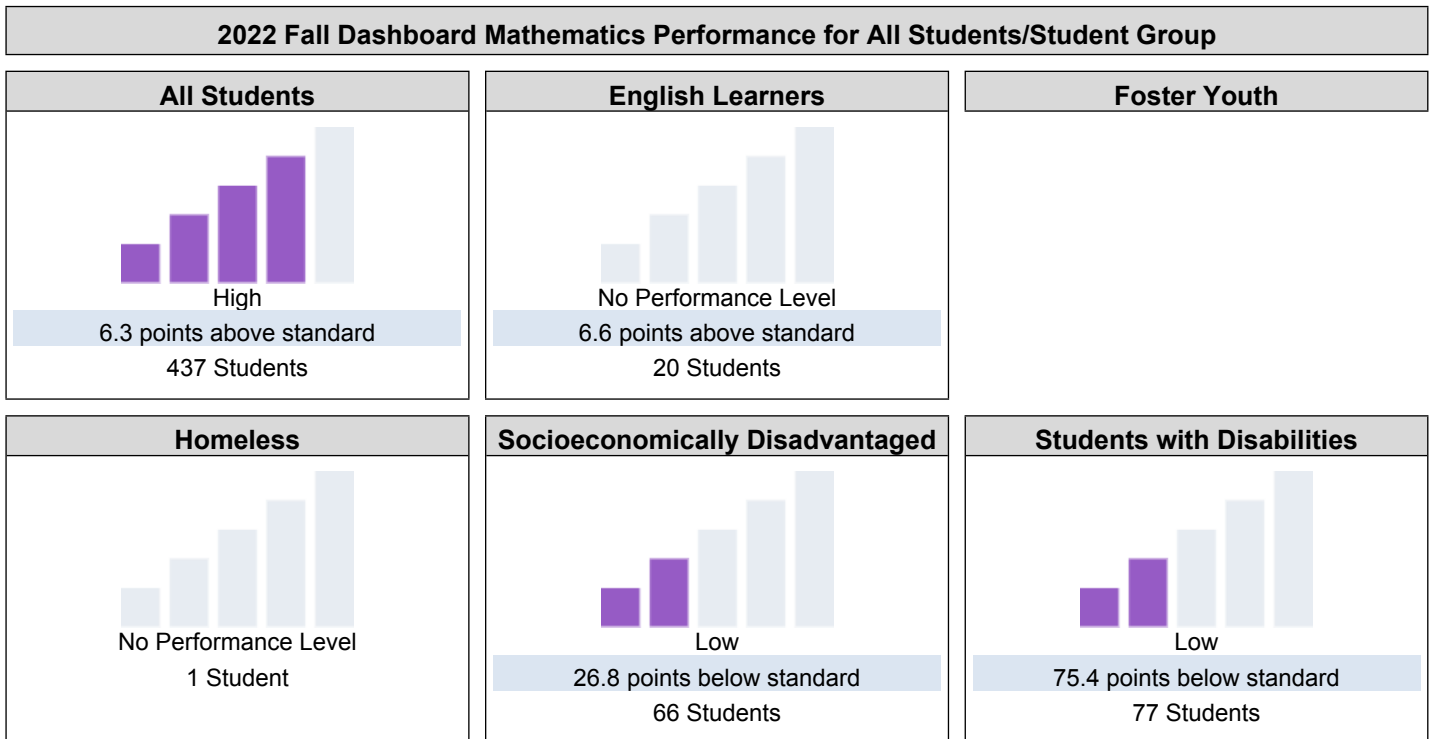 2022 Fall Dashboard Mathematics Performance for All Students/Student Group
All Students
High
6.3 points above standard
437 Students
English Learners
No Performance Level
6.6 points above standard
20 Students
Foster Youth
Homeless
No Performance Level
1 Student
Socioeconomically Disadvantaged
Low
26.8 points below standard
66 Students
Students with Disabilities
Low
75.4 points below standard
77 Students